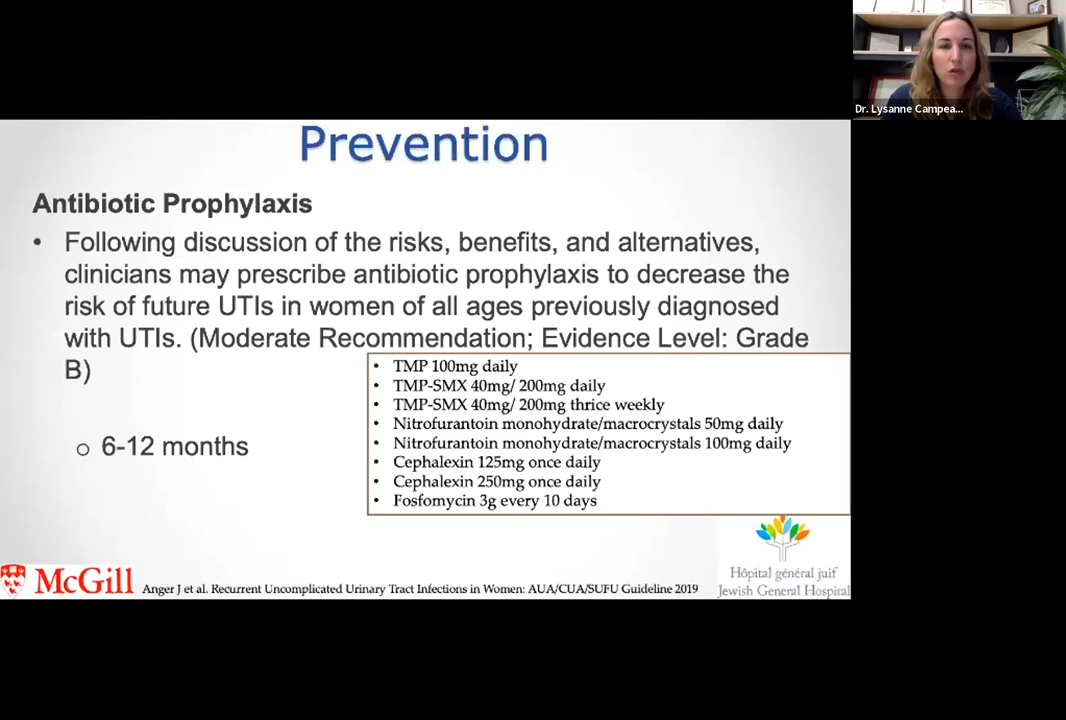 Dr. Lysanne Campea...
Prevention
Antibiotic Prophylaxis
• Following discussion of the risks, benefits, and alternatives,
clinicians may prescribe antibiotic prophylaxis to decrease the
risk of future UTIs in women of all ages previously diagnosed
with UTIs. (Moderate Recommendation; Evidence Level: Grade
B)
• TMP 100mg daily
• TMP-SMX 40mg/ 200mg daily
• TMP-SMX 40mg/ 200mg thrice weekly
• Nitrofurantoin monohydrate/macrocrystals 50mg daily
• Nitrofurantoin monohydrate/macrocrystals 100mg daily
• Cephalexin 125mg once daily
• Cephalexin 250mg once daily
• Fosfomycin 3g every 10 days
o 6-12 months
McGill
Anger J et al. Recurrent Uncomplicated Urinary Tract Infections in Women: AUA/CUA/SUFU Guideline 2019
Hôpital général juif
Jewish General Hospital